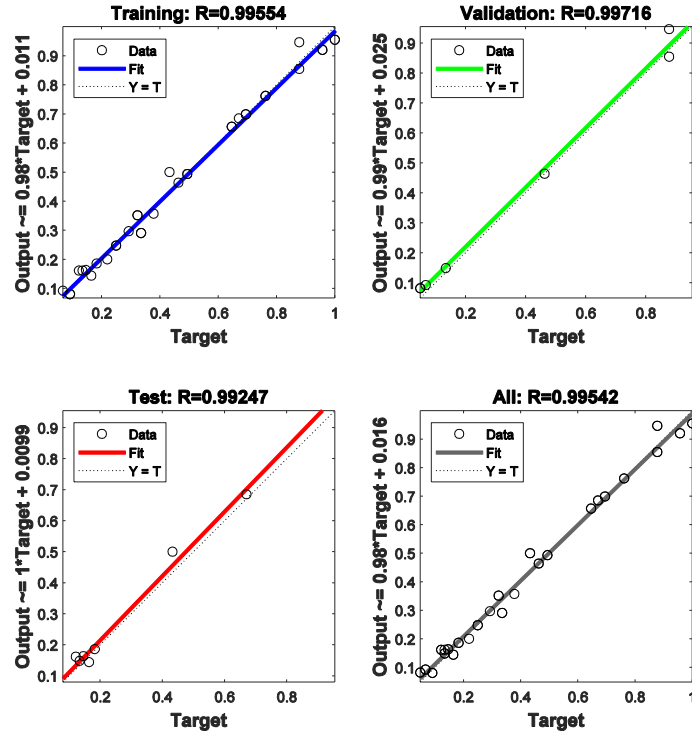 Training: R=0.99554
Output ~= 0.98*Target + 0.011
Data
Fit
Y = T
0.1
0.2
0.3
0.4
0.5
0.6
0.7
0.8
0.9
1
0.2
0.4
0.6
0.8
1
Target
Validation: R=0.99716
Output ~= 0.99*Target + 0.025
Data
Fit
Y = T
0.1
0.2
0.3
0.4
0.5
0.6
0.7
0.8
0.9
0.2
0.4
0.6
0.8
Target
Test: R=0.99247
Output ~= 1*Target + 0.0099
Data
Fit
Y = T
0.1
0.2
0.3
0.4
0.5
0.6
0.7
0.8
0.9
0.2
0.4
0.6
0.8
Target
All: R=0.99542
Output ~= 0.98*Target + 0.016
Data
Fit
Y = T
0.1
0.2
0.3
0.4
0.5
0.6
0.7
0.8
0.9
0.2
0.4
0.6
0.8
1
Target